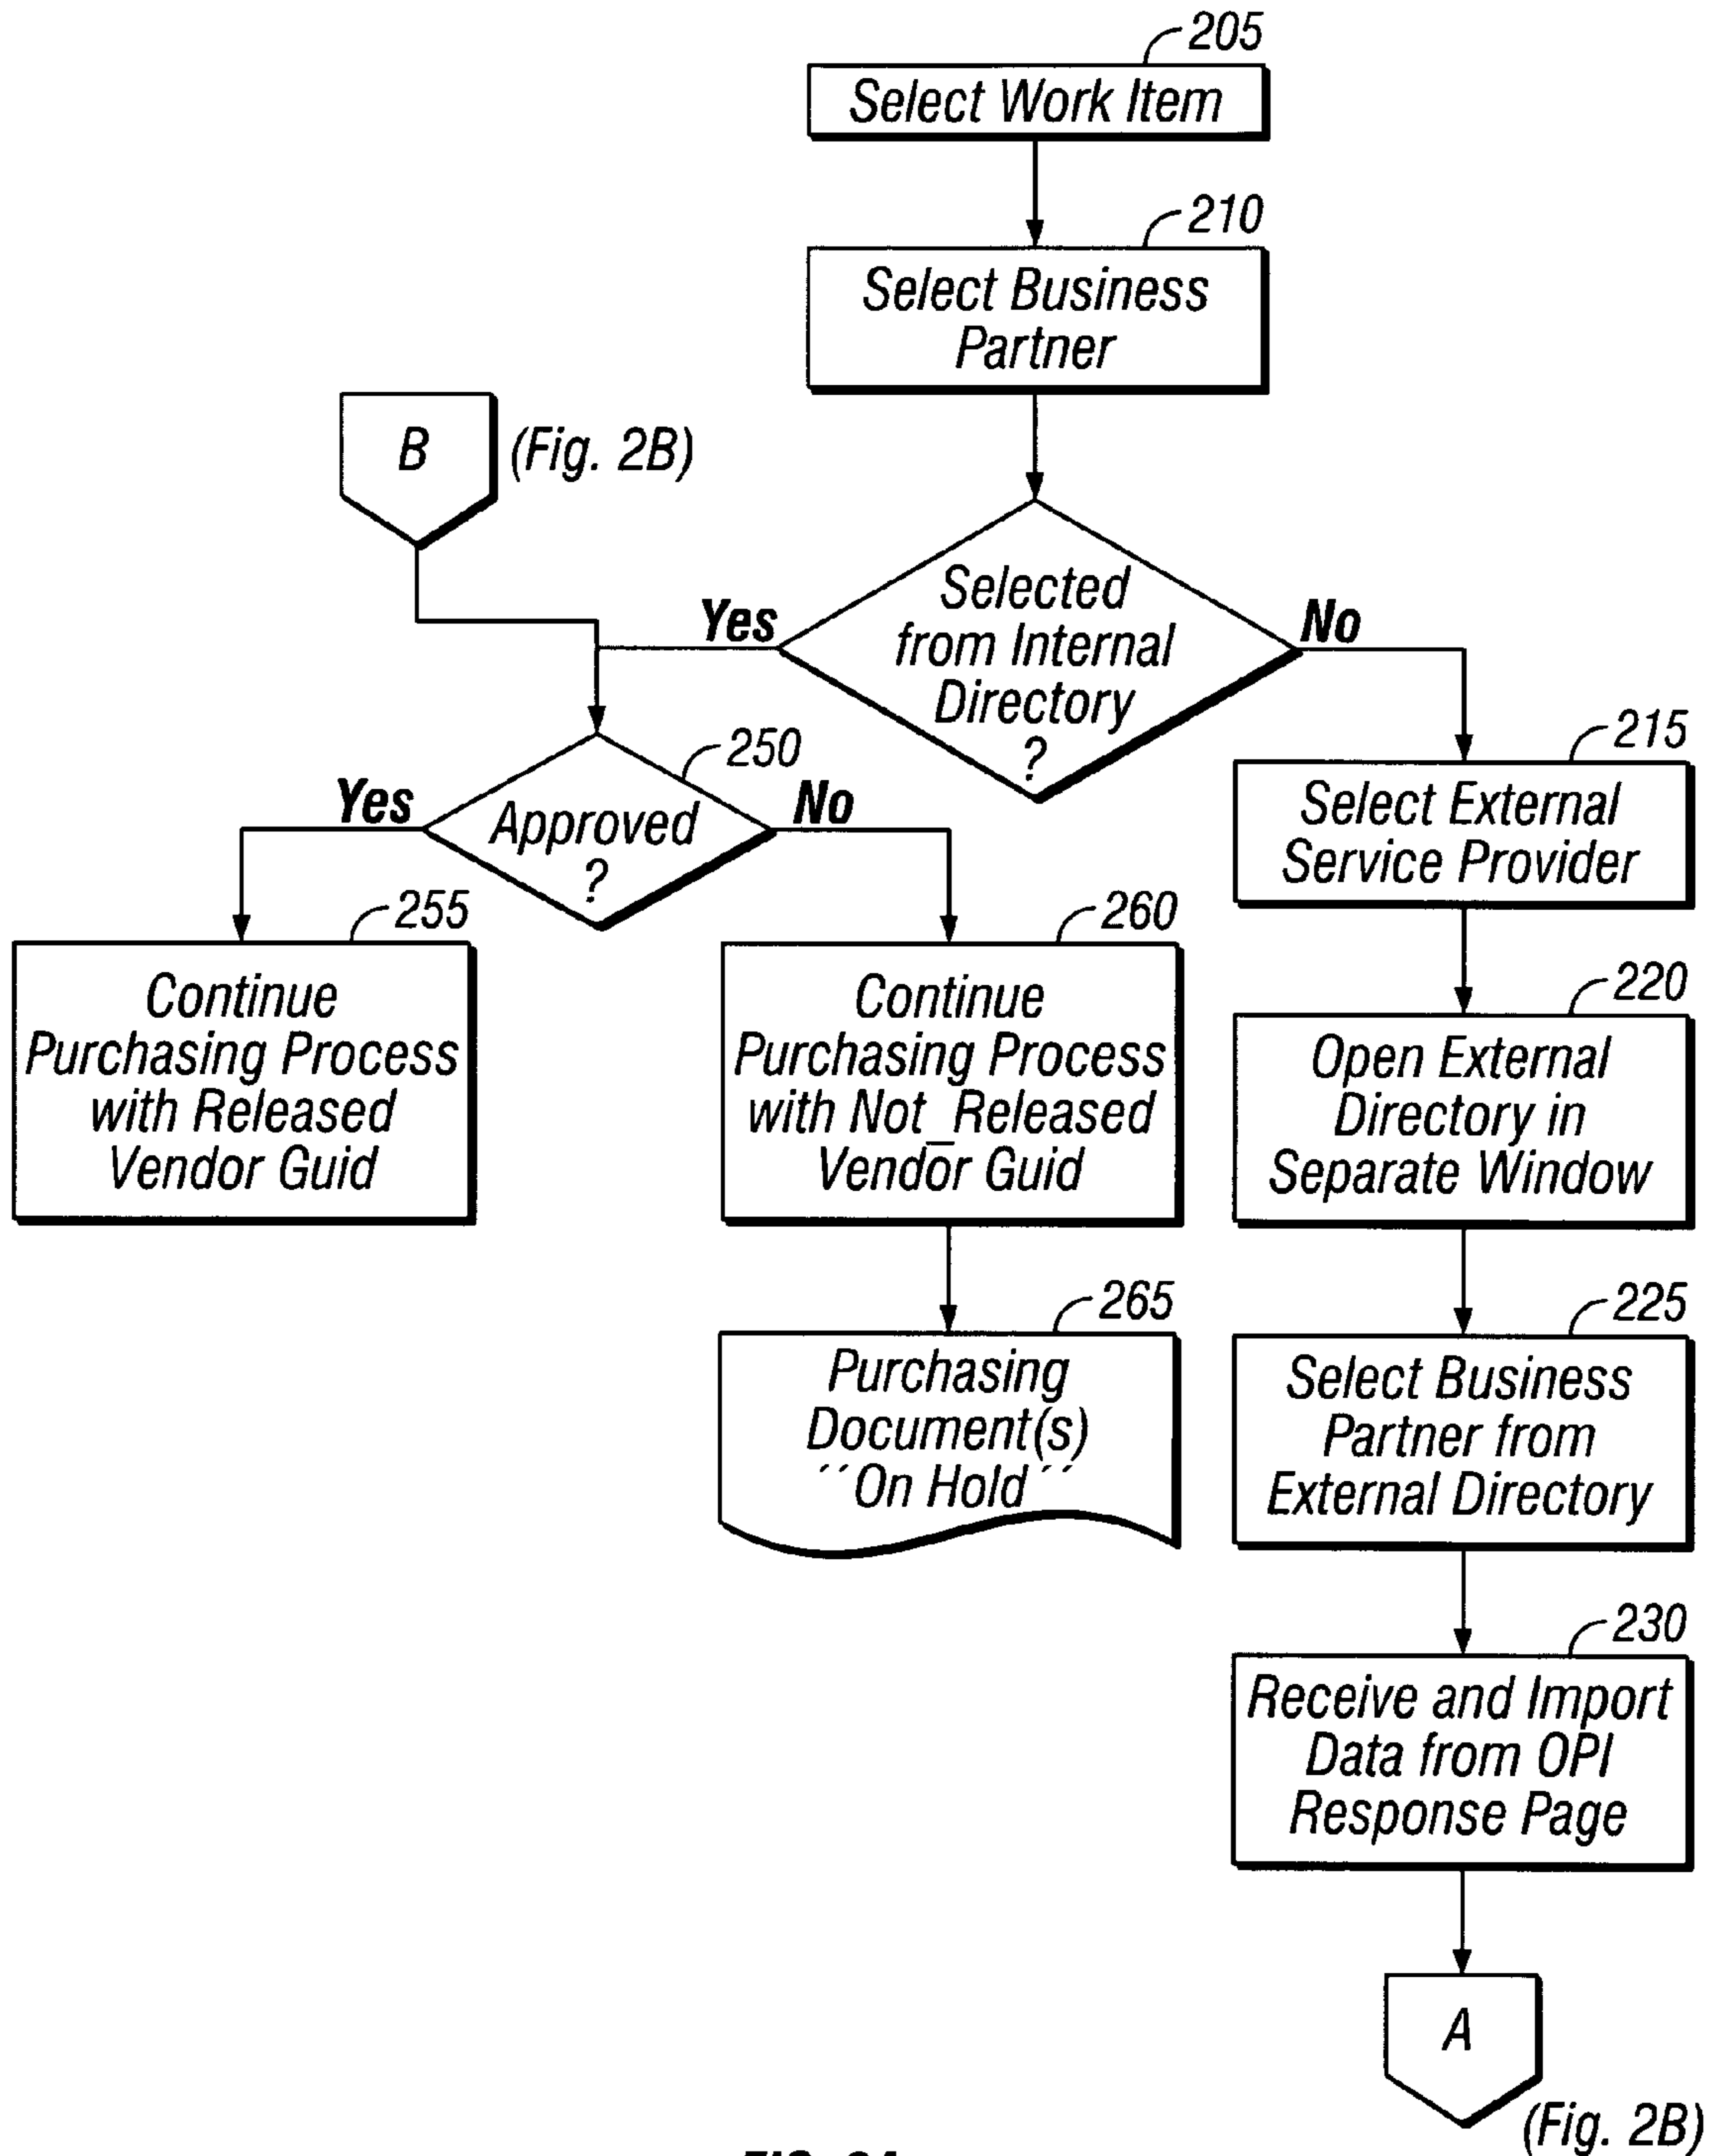 205
Select Work Item
210
Select Business
Partner
B
(Fig. 2B)
Selected
from Internal
Directory
?
Yes
No
250
Approved
?
Yes
No
215
Select External
Service Provider
255
Continue
Purchasing Process
with Released
Vendor Guid
260
Continue
Purchasing Process
with Not_Released
Vendor Guid
220
Open External
Directory in
Separate Window
265
Purchasing
Document(s)
´´On Hold´´
225
Select Business
Partner from
External Directory
230
Receive and Import
Data from OPI
Response Page
A
(Fig. 2B)